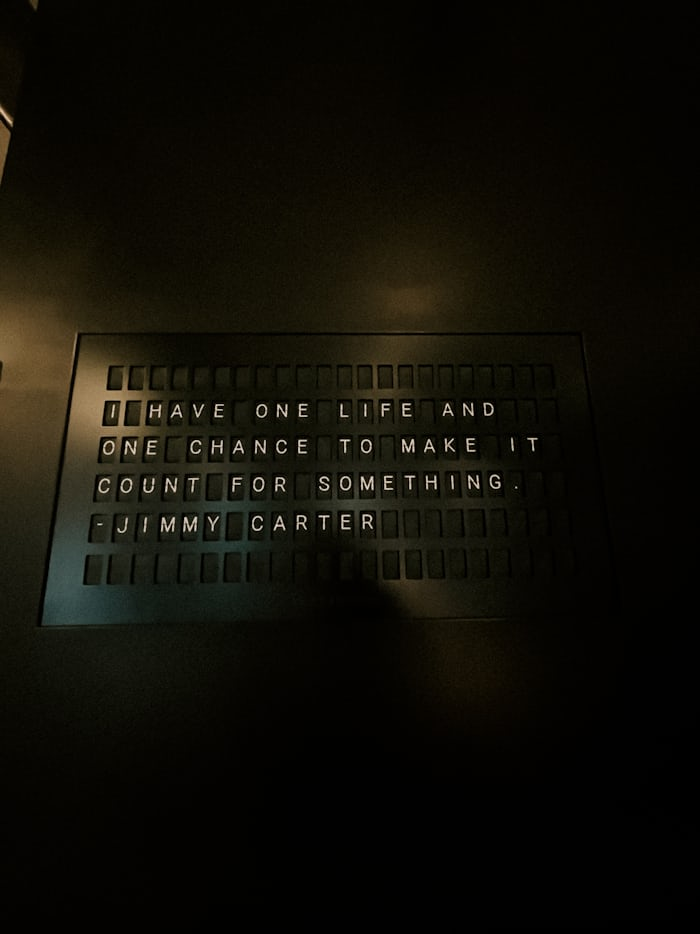 I HAVE ONE LIFE AND
ONE CHANCE TO MAKE IT
COUNT FOR SOMETHING.
-JIMMY CARTER